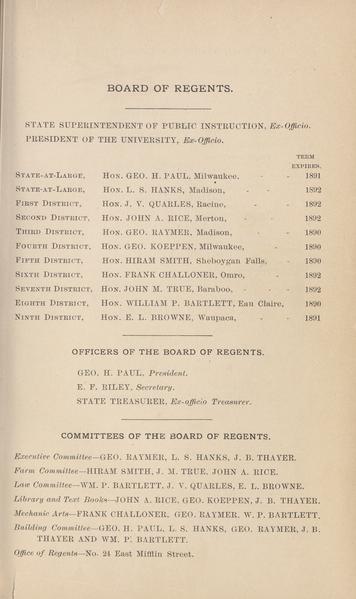 BOARD OF REGENTS.
STATE SUPERINTENDENT OF PUBLIC INSTRUCTION, Ex-Officio.
PRESIDENT OF THE UNIVERSITY, Ex-Officio.
TERM
EXPIRES.
STATE-AT-LARGE, HON. GEO. H. PAUL, Milwaukee, - - 1891
STATE-AT-LARGE, HON. L. S. HANKS, Madison, - - 1892
FIRST DISTRICT, HON. J. V. QUARLES, Racine, - - 1892
SECOND DISTRICT, HON. JOHN A. RICE, Merton, - - 1892
THIRD DISTRICT, HON. GEO. RAYMER, Madison, - - 1890
FOURTH DISTRICT, HON. GEO. KOEPPEN, Milwaukee, - - 1890
FIFTH DISTRICT, HON. HIRAM SMITH, Sheboygan Falls, - 1890
SIXTH DISTRICT, HON. FRANK CHALLONER, Omro, - - 1892
SEVENTH DISTRICT, HON. JOHN M. TRUE, Baraboo, - - - 1892
EIGHTH DISTRICT, HON. WILLIAM P. BARTLETT, Eau Claire, 1890
NINTH DISTRICT, HON. E. L. BROWNE, Waupaca, - - 1891
OFFICERS OF THE BOARD OF REGENTS.
GEO. H. PAUL, President.
E. F. RILEY, Secretary.
STATE TREASURER, Ex-officio Treasurer.
COMMITTEES OF THE BOARD OF REGENTS.
Executive Committee—GEO. RAYMER, L. S. HANKS, J. B. THAYER.
Farm Committee—HIRAM SMITH, J. M. TRUE, JOHN A. RICE.
Law Committee—WM. P. BARTLETT, J. V. QUARLES, E. L. BROWNE.
Library and Text Books—JOHN A. RICE, GEO. KOEPPEN, J. B. THAYER.
Mechanic Arts—FRANK CHALLONER, GEO. RAYMER, W. P. BARTLETT.
Building Committee—GEO. H. PAUL, L. S. HANKS, GEO. RAYMER, J. B.
THAYER AND WM. P. BARTLETT.
Office of Regents—No. 24 East Mifflin Street.